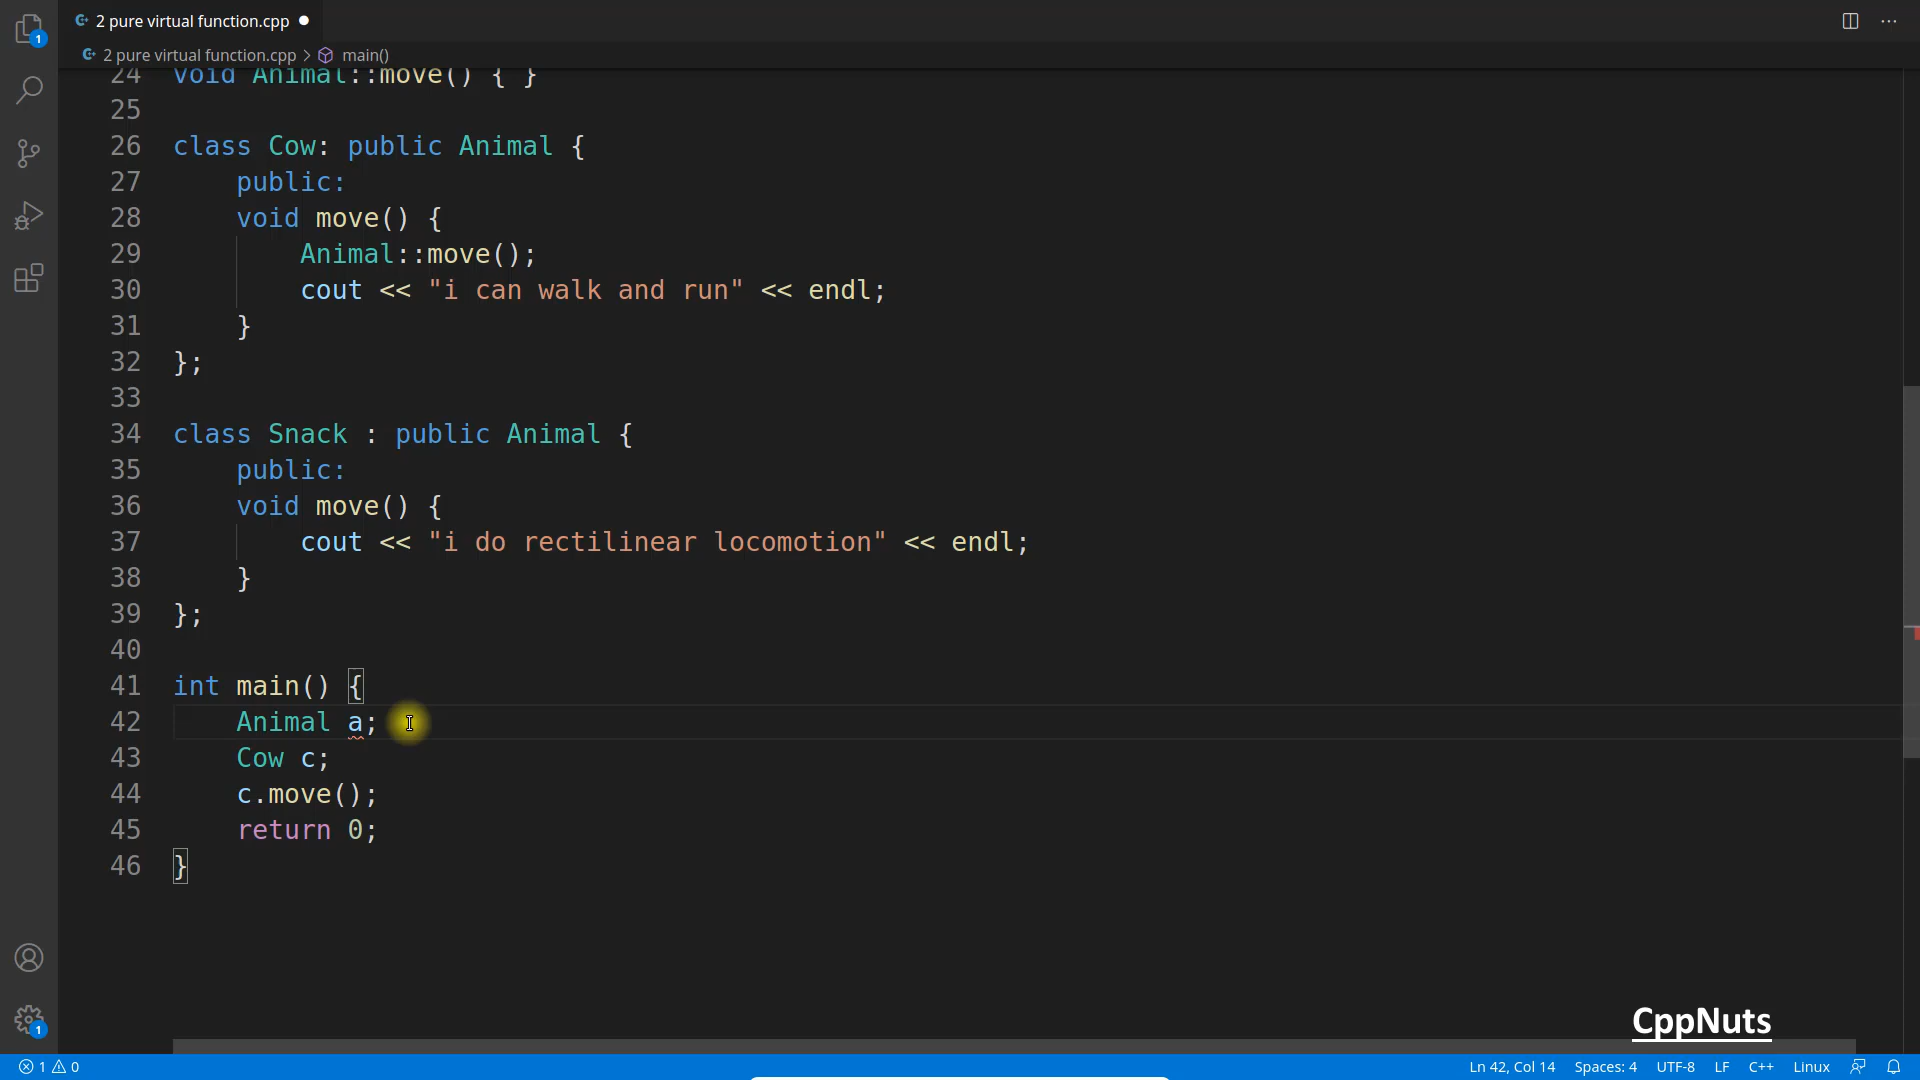 2 pure virtual function.cpp
2 pure virtual function.cpp > main()
24 void Animal::move() { }
25
26 class Cow: public Animal {
27 public:
28 void move() {
29 Animal::move();
30 cout << "i can walk and run" << endl;
31 }
32 };
33
34 class Snack : public Animal {
35 public:
36 void move() {
37 cout << "i do rectilinear locomotion" << endl;
38 }
39 };
40
41 int main() {
42 Animal a;
43 Cow c;
44 c.move();
45 return 0;
46 }
1
1
CppNuts
1 0 Ln 42, Col 14 Spaces: 4 UTF-8 LF C++ Linux